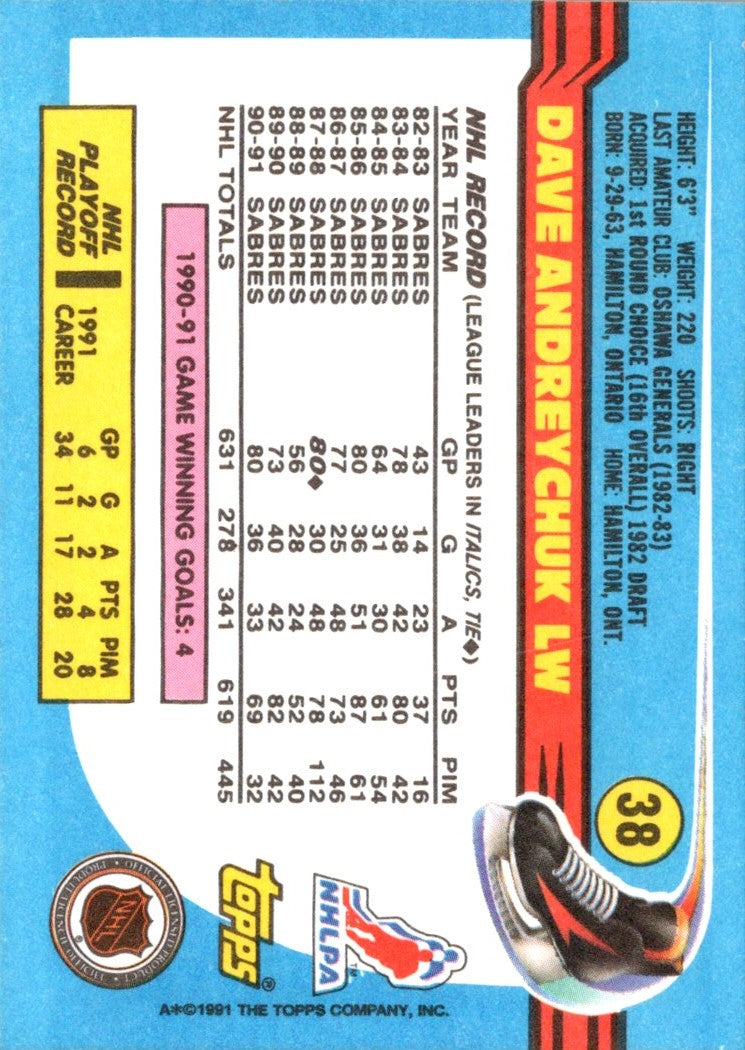 38
HEIGHT: 6'3" WEIGHT: 220 SHOOTS: RIGHT
LAST AMATEUR CLUB: OSHAWA GENERALS (1982-83)
ACQUIRED: 1st ROUND CHOICE (16th OVERALL) 1982 DRAFT
BORN: 9-29-63, HAMILTON, ONTARIO HOME: HAMILTON, ONT.
DAVE ANDREYCHUK LW
NHL RECORD (LEAGUE LEADERS IN ITALICS, TIE◆)
YEAR TEAM GP G A PTS PIM
82-83 SABRES 43 14 23 37 16
83-84 SABRES 78 38 42 80 42
84-85 SABRES 64 31 30 61 54
85-86 SABRES 80 36 51 87 61
86-87 SABRES 77 25 48 73 46
87-88 SABRES 80◆ 30 48 78 112
88-89 SABRES 56 28 24 52 40
89-90 SABRES 73 40 42 82 42
90-91 SABRES 80 36 33 69 32
NHL TOTALS 631 278 341 619 445
1990-91 GAME WINNING GOALS: 4
NHL
PLAYOFF
RECORD
GP G A PTS PIM
1991 6 2 2 4 8
CAREER 34 11 17 28 20
NHLPA
TM
topps®
OFFICIAL LICENSED PRODUCT
NHL
®
PRODUIT LICENCIÉ OFFICIEL
A*©1991 THE TOPPS COMPANY, INC.